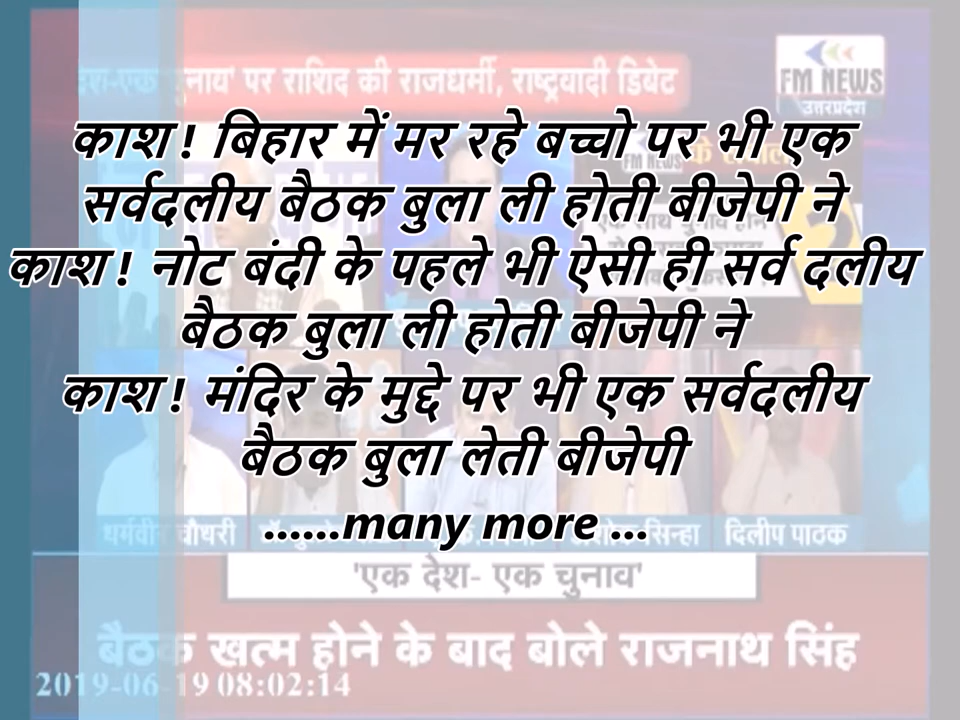 देश-एक चुनाव' पर राशिद की राजधर्मी, राष्ट्रवादी डिबेट
FM NEWS
उत्तरप्रदेश
काश! बिहार में मर रहे बच्चो पर भी एक
सर्वदलीय बैठक बुला ली होती बीजेपी ने
काश! नोट बंदी के पहले भी ऐसी ही सर्व दलीय
बैठक बुला ली होती बीजेपी ने
काश! मंदिर के मुद्दे पर भी एक सर्वदलीय
बैठक बुला लेती बीजेपी
......many more ...
धर्मवीर चौधरी
सिन्हा
दिलीप पाठक
'एक देश- एक चुनाव'
बैठक खत्म होने के बाद बोले राजनाथ सिंह
2019-06-19 08:02:14